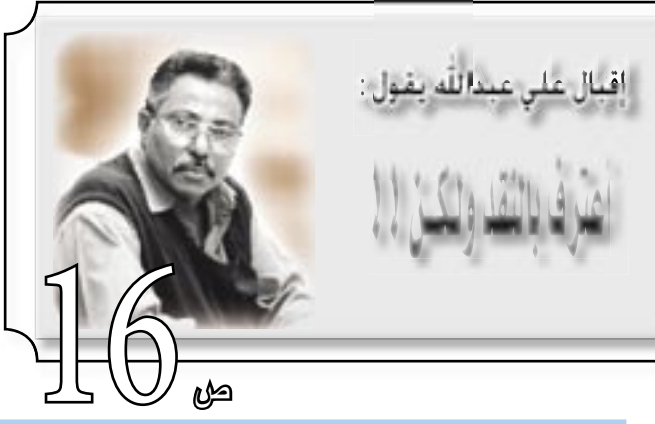 إقبال علي عبدالله يقول :
أعترف بالنقد ولكن ! !
ص 16